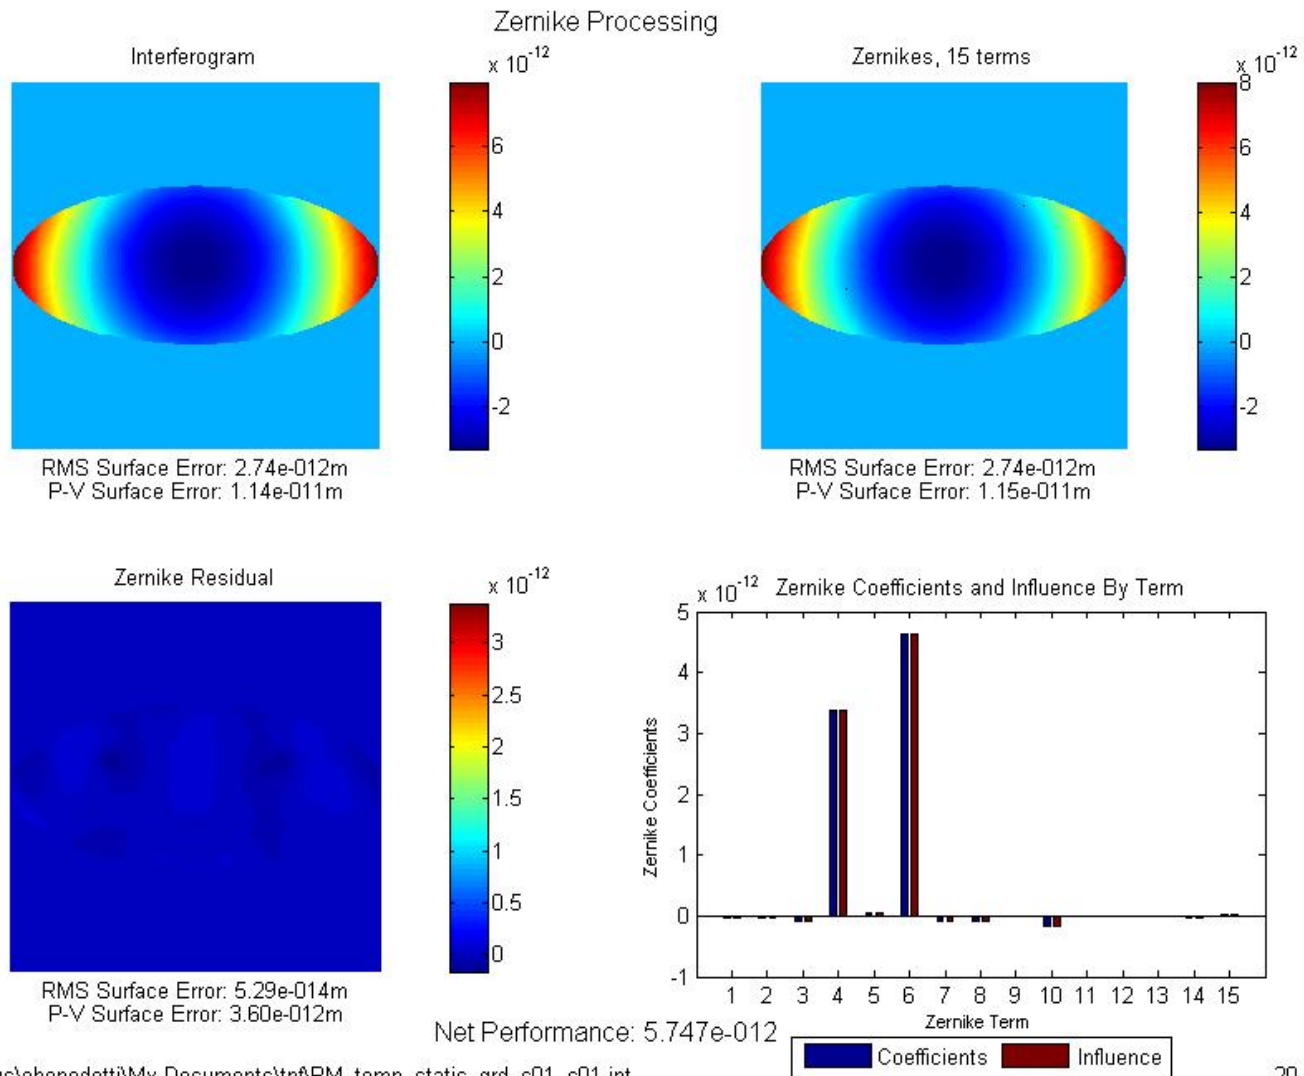 Zernike Processing
Interferogram
x 10^-12
6
4
2
0
-2
RMS Surface Error: 2.74e-012m
P-V Surface Error: 1.14e-011m
Zernikes, 15 terms
x 10^-12
8
6
4
2
0
-2
RMS Surface Error: 2.74e-012m
P-V Surface Error: 1.15e-011m
Zernike Residual
x 10^-12
3
2.5
2
1.5
1
0.5
0
RMS Surface Error: 5.29e-014m
P-V Surface Error: 3.60e-012m
x 10^-12
Zernike Coefficients and Influence By Term
Zernike Coefficients
5
4
3
2
1
0
-1
1 2 3 4 5 6 7 8 9 10 11 12 13 14 15
Zernike Term
Net Performance: 5.747e-012
Coefficients Influence
20